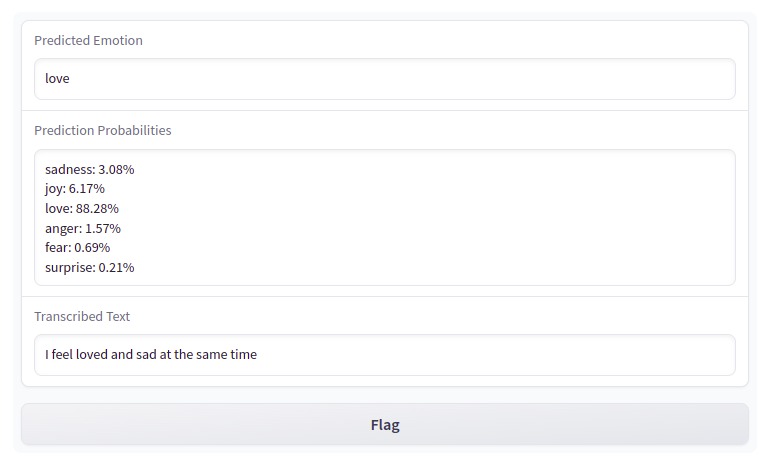 Predicted Emotion
love
Prediction Probabilities
sadness: 3.08%
joy: 6.17%
love: 88.28%
anger: 1.57%
fear: 0.69%
surprise: 0.21%
Transcribed Text
I feel loved and sad at the same time
Flag